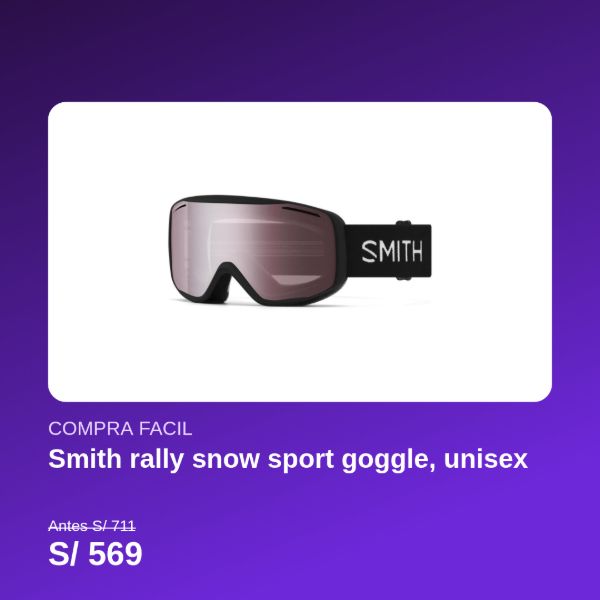 SMITH
COMPRA FACIL
Smith rally snow sport goggle, unisex
Antes S/ 711
S/ 569